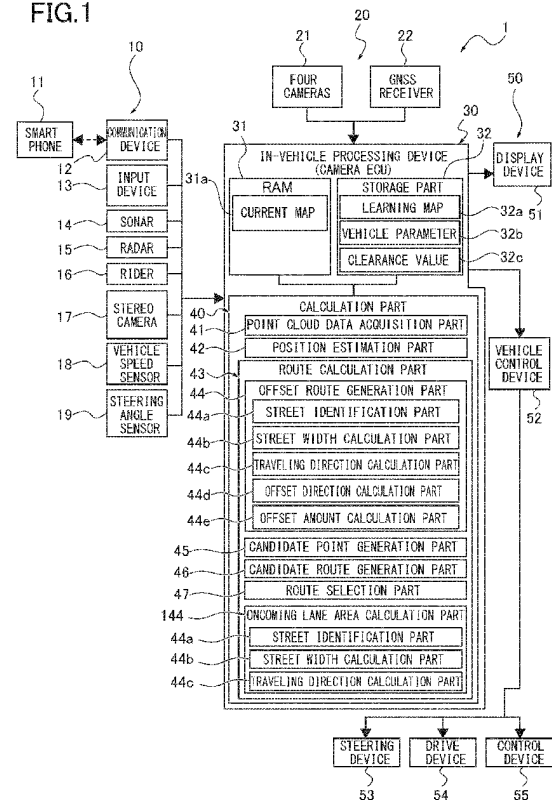 FIG.1
1
20
21
22
FOUR
CAMERAS
GNSS
RECEIVER
10
11
SMART
PHONE
COMMUNICATION
DEVICE
12
INPUT
DEVICE
13
SONAR
14
RADAR
15
RIDER
16
STEREO
CAMERA
17
VEHICLE
SPEED
SENSOR
18
STEERING
ANGLE
SENSOR
19
30
IN-VEHICLE PROCESSING DEVICE
(CAMERA ECU)
31
RAM
31a
CURRENT MAP
32
STORAGE PART
LEARNING MAP
32a
VEHICLE PARAMETER
32b
CLEARANCE VALUE
32c
50
DISPLAY
DEVICE
51
40
CALCULATION PART
41
POINT CLOUD DATA ACQUISITION PART
42
POSITION ESTIMATION PART
43
ROUTE CALCULATION PART
44
OFFSET ROUTE GENERATION PART
44a
STREET IDENTIFICATION PART
44b
STREET WIDTH CALCULATION PART
44c
TRAVELING DIRECTION CALCULATION PART
44d
OFFSET DIRECTION CALCULATION PART
44e
OFFSET AMOUNT CALCULATION PART
45
CANDIDATE POINT GENERATION PART
46
CANDIDATE ROUTE GENERATION PART
47
ROUTE SELECTION PART
144
ONCOMING LANE AREA CALCULATION PART
44a
STREET IDENTIFICATION PART
44b
STREET WIDTH CALCULATION PART
44c
TRAVELING DIRECTION CALCULATION PART
VEHICLE
CONTROL
DEVICE
52
STEERING
DEVICE
53
DRIVE
DEVICE
54
CONTROL
DEVICE
55